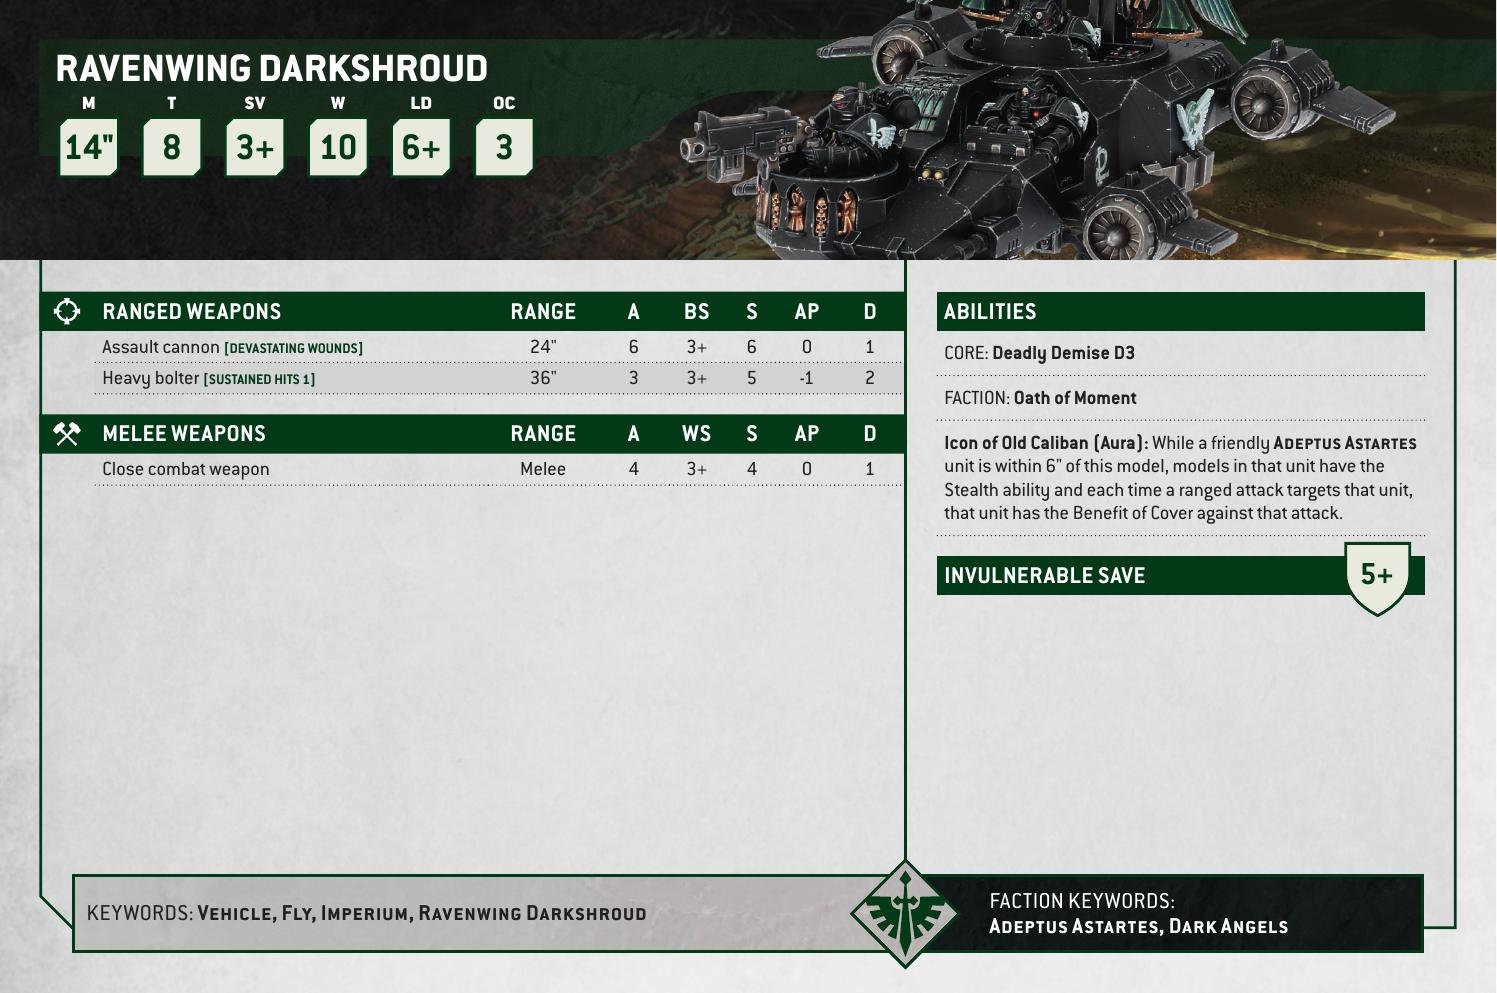 RAVENWING DARKSHROUD
M T SV W LD OC
14" 8 3+ 10 6+ 3
RANGED WEAPONS RANGE A BS S AP D
Assault cannon [DEVASTATING WOUNDS] 24" 6 3+ 6 0 1
Heavy bolter [SUSTAINED HITS 1] 36" 3 3+ 5 -1 2
MELEE WEAPONS RANGE A WS S AP D
Close combat weapon Melee 4 3+ 4 0 1
ABILITIES
CORE: Deadly Demise D3
FACTION: Oath of Moment
Icon of Old Caliban (Aura): While a friendly ADEPTUS ASTARTES
unit is within 6" of this model, models in that unit have the
Stealth ability and each time a ranged attack targets that unit,
that unit has the Benefit of Cover against that attack.
INVULNERABLE SAVE 5+
KEYWORDS: VEHICLE, FLY, IMPERIUM, RAVENWING DARKSHROUD
FACTION KEYWORDS:
ADEPTUS ASTARTES, DARK ANGELS